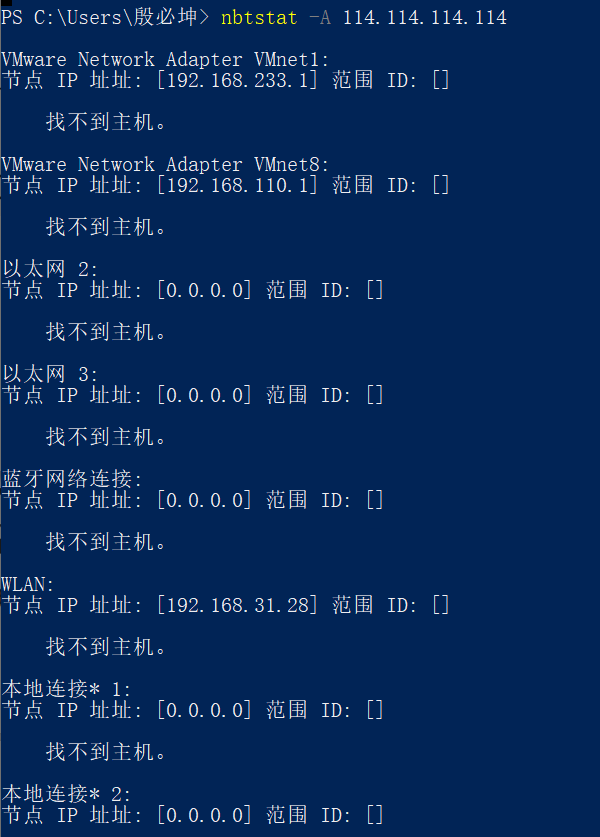 PS C:\Users\殷必坤> nbtstat -A 114.114.114.114
VMware Network Adapter VMnet1:
节点 IP 址址: [192.168.233.1] 范围 ID: []
找不到主机。
VMware Network Adapter VMnet8:
节点 IP 址址: [192.168.110.1] 范围 ID: []
找不到主机。
以太网 2:
节点 IP 址址: [0.0.0.0] 范围 ID: []
找不到主机。
以太网 3:
节点 IP 址址: [0.0.0.0] 范围 ID: []
找不到主机。
蓝牙网络连接:
节点 IP 址址: [0.0.0.0] 范围 ID: []
找不到主机。
WLAN:
节点 IP 址址: [192.168.31.28] 范围 ID: []
找不到主机。
本地连接* 1:
节点 IP 址址: [0.0.0.0] 范围 ID: []
找不到主机。
本地连接* 2:
节点 IP 址址: [0.0.0.0] 范围 ID: []